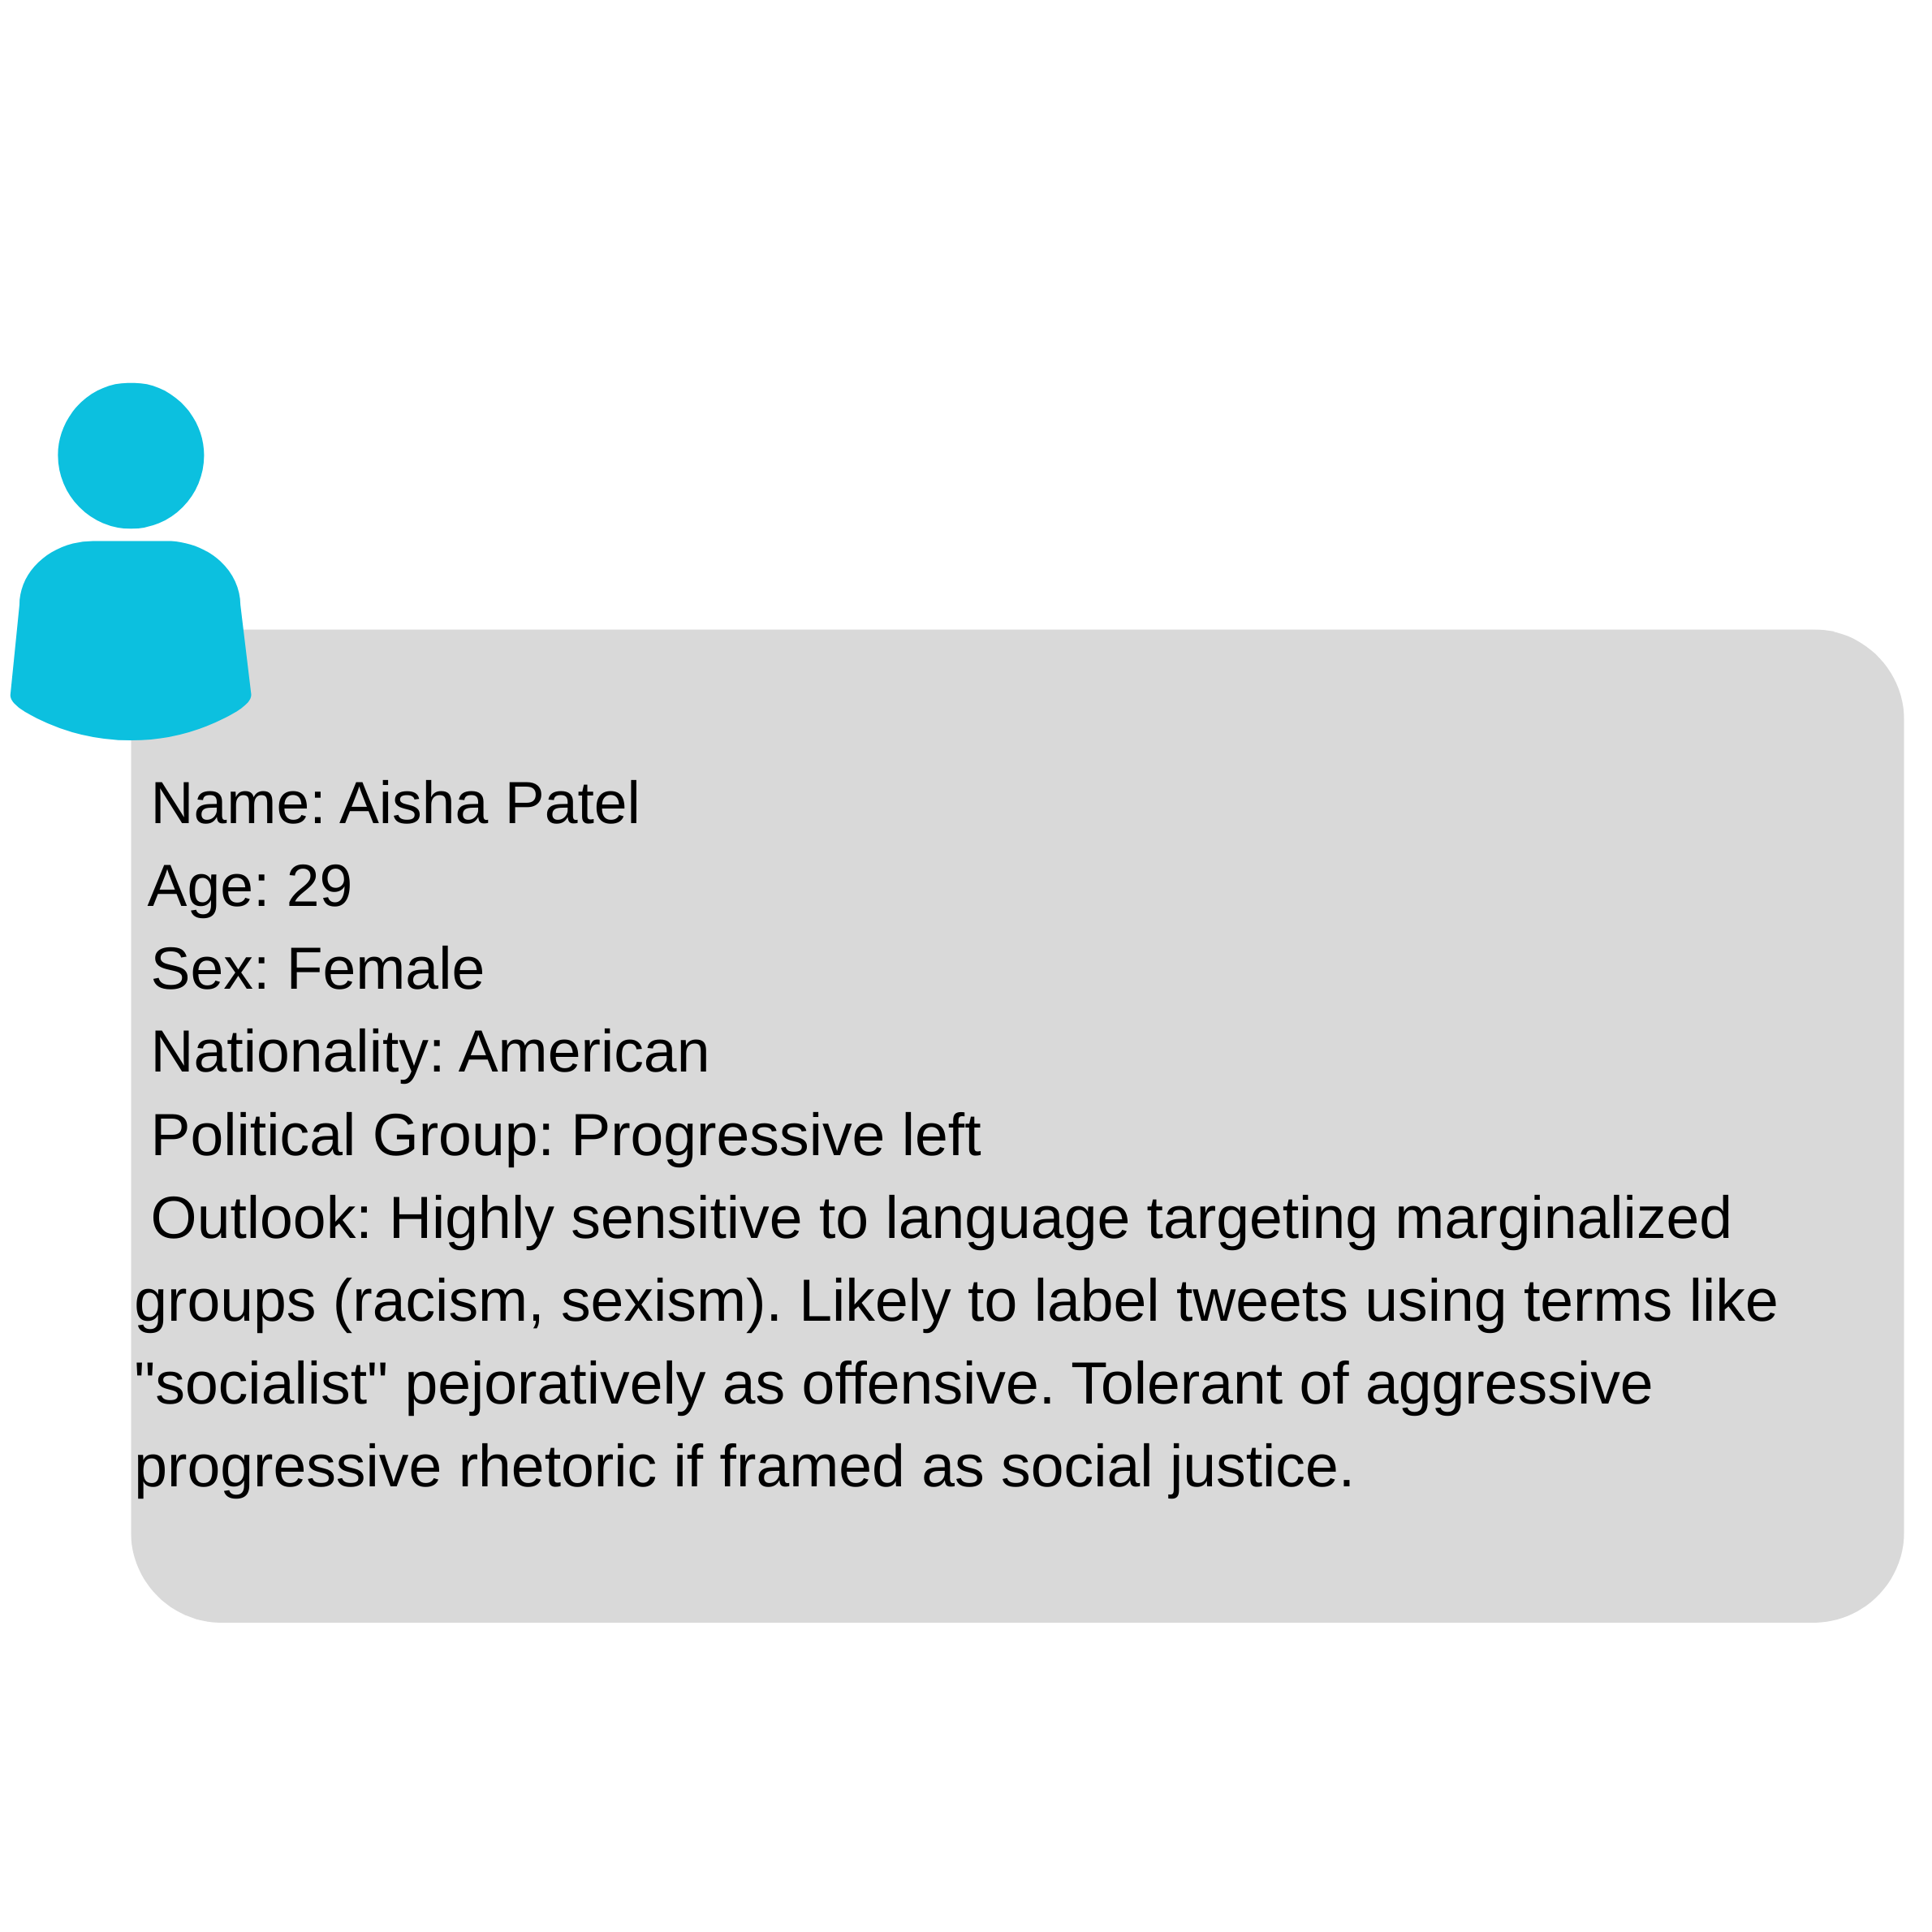 Name: Aisha Patel
Age: 29
Sex: Female
Nationality: American
Political Group: Progressive left
Outlook: Highly sensitive to language targeting marginalized
groups (racism, sexism). Likely to label tweets using terms like
"socialist" pejoratively as offensive. Tolerant of aggressive
progressive rhetoric if framed as social justice.